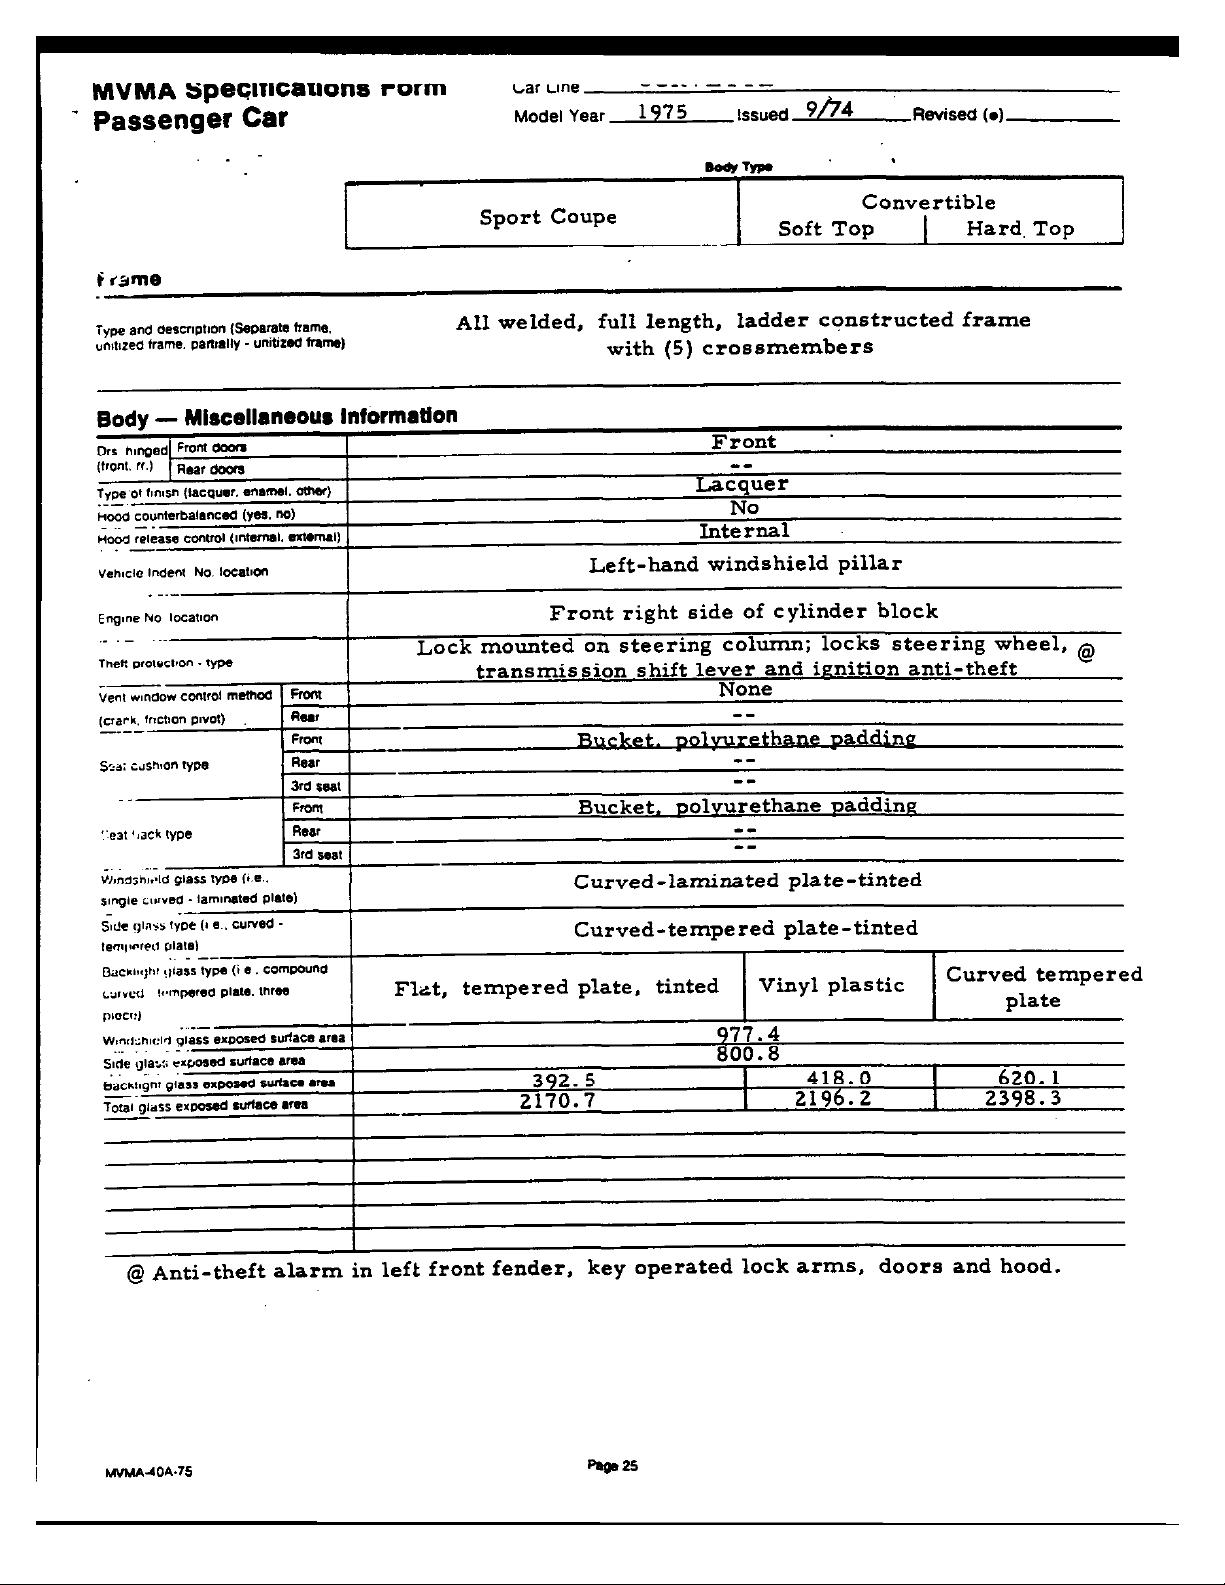 MVMA Specifications Form
Car Line
Passenger Car
Model Year 1975 Issued 9/74 Revised (•)
Body Type
Sport Coupe
Convertible
Soft Top Hard Top
Frame
Type and description (Separate frame,
unitized frame, partially - unitized frame)
All welded, full length, ladder constructed frame
with (5) crossmembers
Body — Miscellaneous Information
Drs hinged Front doors Front
(front, rr.) Rear doors --
Type of finish (lacquer, enamel, other) Lacquer
Hood counterbalanced (yes, no) No
Hood release control (internal, external) Internal
Vehicle Indent No. location Left-hand windshield pillar
Engine No location Front right side of cylinder block
Theft protection - type
Lock mounted on steering column; locks steering wheel, @
transmission shift lever and ignition anti-theft
Vent window control method Front None
(crank, friction pivot) Rear --
Seat cushion type
Front Bucket, polyurethane padding
Rear --
3rd seat --
Seat back type
Front Bucket, polyurethane padding
Rear --
3rd seat --
Windshield glass type (i.e.,
single curved - laminated plate)
Curved-laminated plate-tinted
Side glass type (i e., curved -
tempered plate)
Curved-tempered plate-tinted
Backlight glass type (i e , compound
curved tempered plate, three
piece)
Flat, tempered plate, tinted
Vinyl plastic
Curved tempered
plate
Windshield glass exposed surface area 977.4
Side glass exposed surface area 800.8
backlight glass exposed surface area 392.5 418.0 620.1
Total glass exposed surface area 2170.7 2196.2 2398.3
@ Anti-theft alarm in left front fender, key operated lock arms, doors and hood.
MVMA-40A-75
Page 25